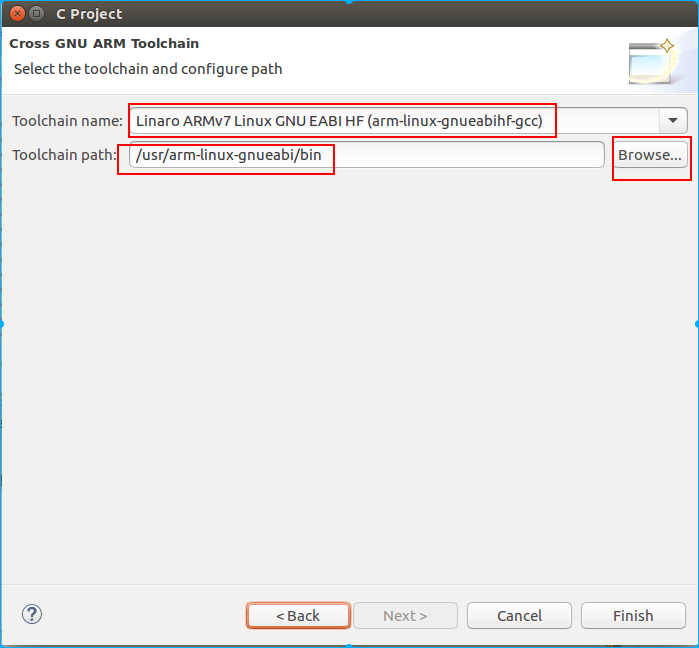 C Project
Cross GNU ARM Toolchain
Select the toolchain and configure path
Toolchain name: Linaro ARMv7 Linux GNU EABI HF (arm-linux-gnueabihf-gcc)
Toolchain path: /usr/arm-linux-gnueabi/bin Browse...
? < Back Next > Cancel Finish